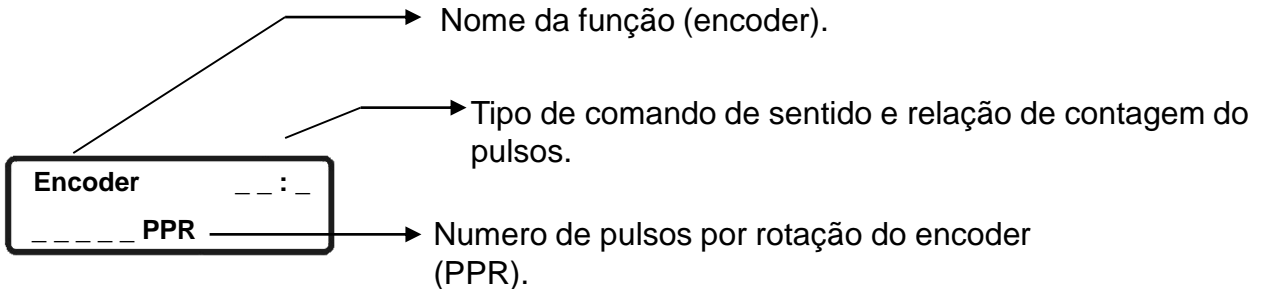 Nome da função (encoder).
Tipo de comando de sentido e relação de contagem do
pulsos.
Encoder _ _ : _
_ _ _ _ _ PPR
Numero de pulsos por rotação do encoder
(PPR).